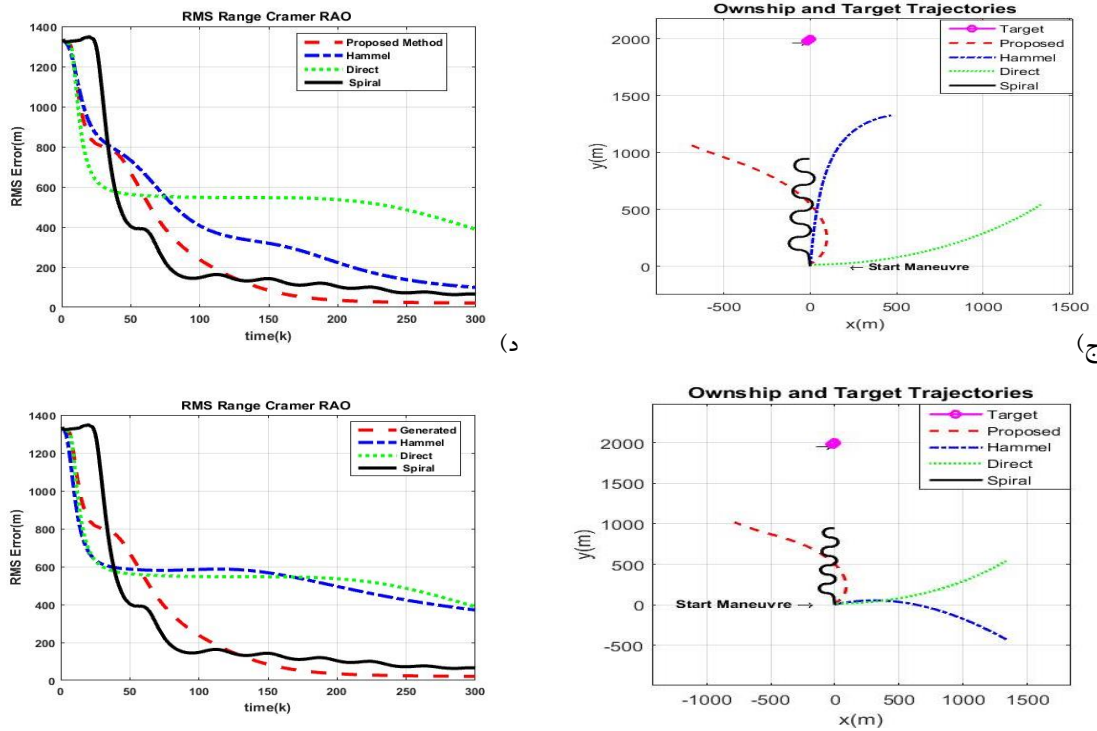 RMS Range Cramer RAO
1400
1200
1000
800
600
400
200
0
RMS Error(m)
0 50 100 150 200 250 300
time(k)
Proposed Method
Hammel
Direct
Spiral
د)
Ownship and Target Trajectories
2000
1500
1000
500
0
y(m)
-500 0 500 1000 1500
x(m)
Target
Proposed
Hammel
Direct
Spiral
← Start Maneuvre
ج)
RMS Range Cramer RAO
1400
1200
1000
800
600
400
200
0
RMS Error(m)
0 50 100 150 200 250 300
time(k)
Generated
Hammel
Direct
Spiral
Ownship and Target Trajectories
2000
1500
1000
500
0
-500
y(m)
-1000 -500 0 500 1000 1500
x(m)
Target
Proposed
Hammel
Direct
Spiral
Start Maneuvre →